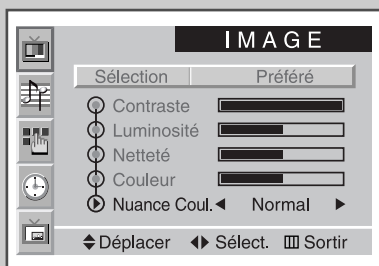 IMAGE
Sélection Préféré
Contraste
Luminosité
Netteté
Couleur
Nuance Coul. Normal
Déplacer Sélect. Sortir